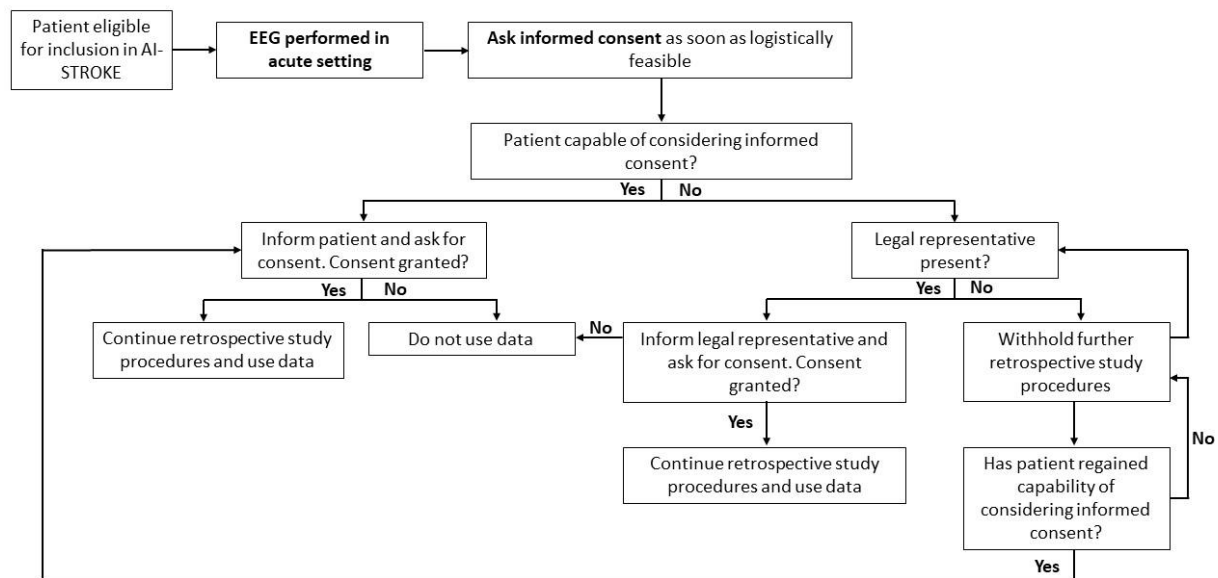 Patient eligible
for inclusion in AI-
STROKE
EEG performed in
acute setting
Ask informed consent as soon as logistically
feasible
Patient capable of considering informed
consent?
Yes
No
Inform patient and ask for
consent. Consent granted?
Legal representative
present?
Yes
No
Yes
No
Continue retrospective study
procedures and use data
Do not use data
No
Inform legal representative and
ask for consent. Consent
granted?
Withhold further
retrospective study
procedures
Yes
No
Continue retrospective study
procedures and use data
Has patient regained
capability of
considering informed
consent?
Yes